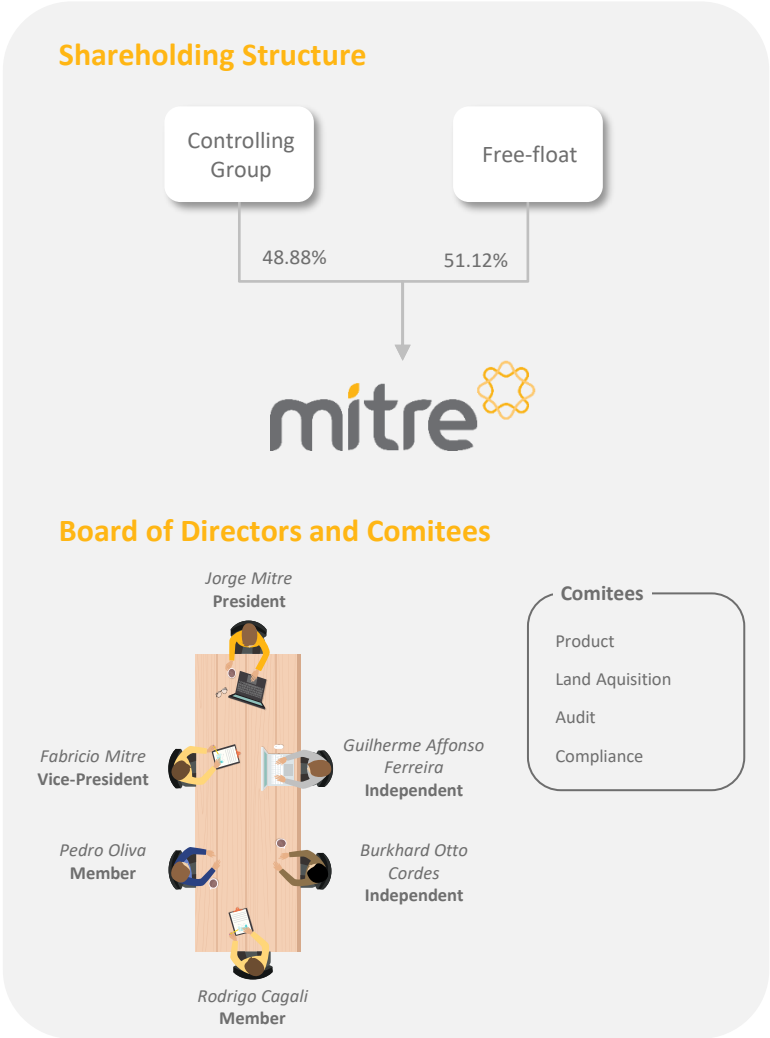 Shareholding Structure
Controlling
Group
Free-float
48.88%
51.12%
mitre
Board of Directors and Comitees
Jorge Mitre
President
Fabricio Mitre
Vice-President
Guilherme Affonso
Ferreira
Independent
Pedro Oliva
Member
Burkhard Otto
Cordes
Independent
Rodrigo Cagali
Member
Comitees
Product
Land Aquisition
Audit
Compliance